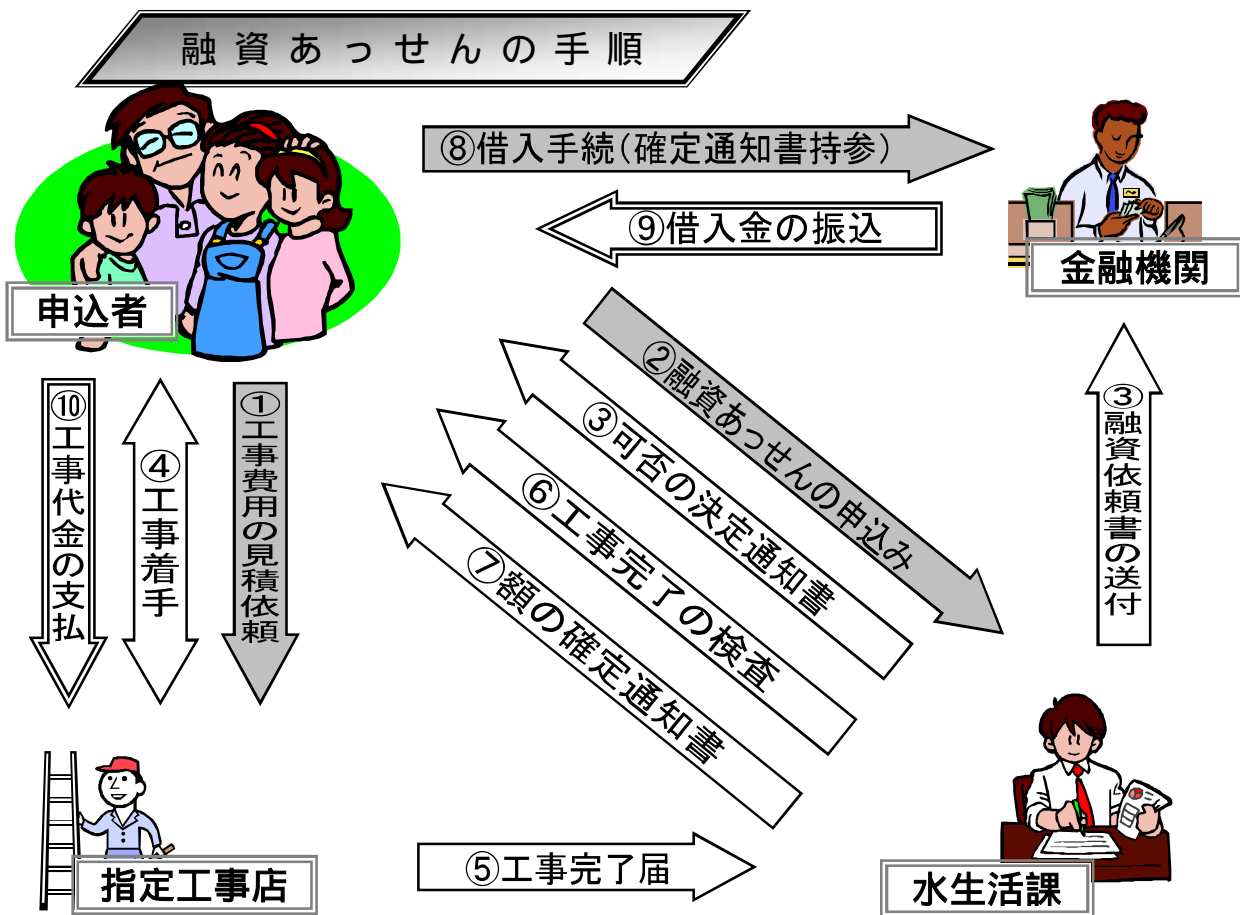 融資あっせんの手順
⑧借入手続(確定通知書持参)
⑨借入金の振込
申込者
金融機関
⑩工事代金の支払
④工事着手
①工事費用の見積依頼
②融資あっせんの申込み
③可否の決定通知書
⑥工事完了の検査
⑦額の確定通知書
③融資依頼書の送付
⑤工事完了届
指定工事店
水生活課